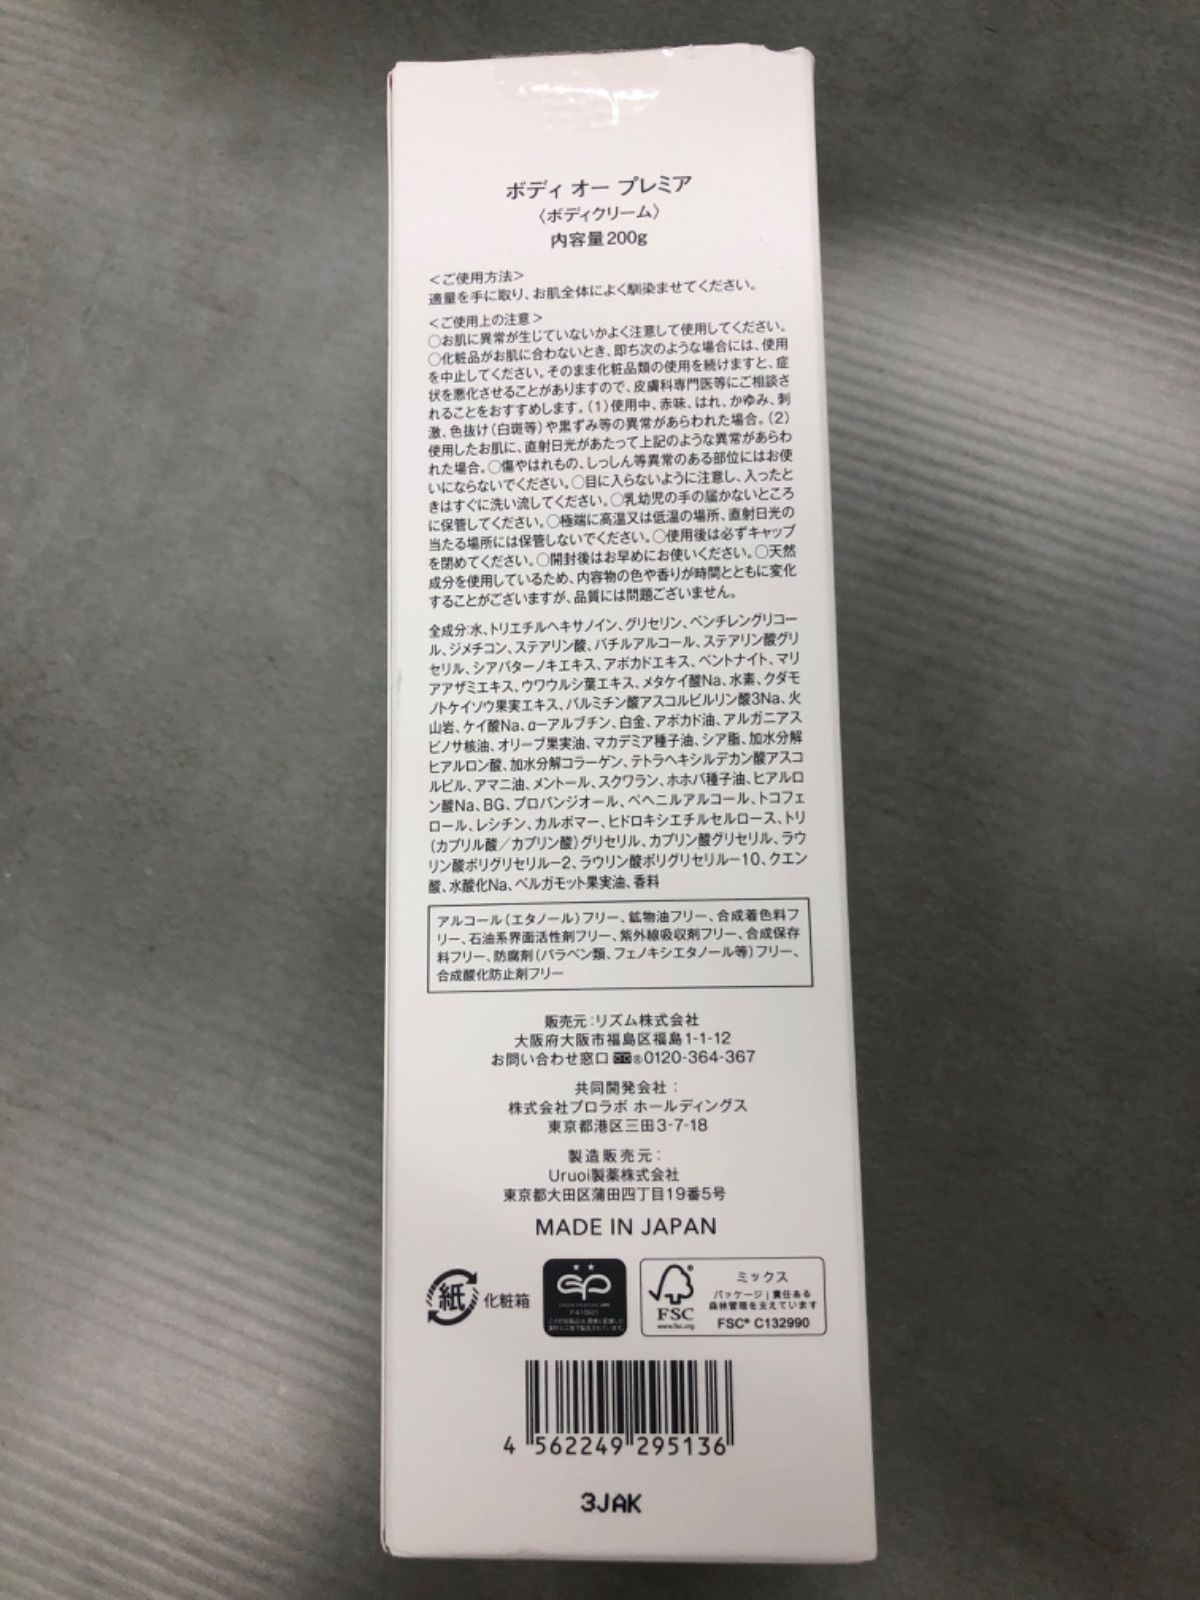 ボディ オー プレミア
〈ボディクリーム〉
内容量200g
＜ご使用方法＞
適量を手に取り、お肌全体によく馴染ませてください。
＜ご使用上の注意＞
○お肌に異常が生じていないかよく注意して使用してください。
○化粧品がお肌に合わないとき、即ち次のような場合には、使用
を中止してください。そのまま化粧品類の使用を続けますと、症
状を悪化させることがありますので、皮膚科専門医等にご相談さ
れることをおすすめします。(1)使用中、赤味、はれ、かゆみ、刺
激、色抜け(白斑等)や黒ずみ等の異常があらわれた場合。(2)
使用したお肌に、直射日光があたって上記のような異常があらわ
れた場合。○傷やはれもの、しっしん等異常のある部位にはお使
いにならないでください。○目に入らないように注意し、入ったと
きはすぐに洗い流してください。○乳幼児の手の届かないところ
に保管してください。○極端に高温又は低温の場所、直射日光の
当たる場所には保管しないでください。○使用後は必ずキャップ
を閉めてください。○開封後はお早めにお使いください。○天然
成分を使用しているため、内容物の色や香りが時間とともに変化
することがございますが、品質には問題ございません。
全成分:水、トリエチルヘキサノイン、グリセリン、ペンチレングリコー
ル、ジメチコン、ステアリン酸、バチルアルコール、ステアリン酸グリ
セリル、シアバターノキエキス、アボカドエキス、ベントナイト、マリ
アアザミエキス、ウワウルシ葉エキス、メタケイ酸Na、水素、クダモ
ノトケイソウ果実エキス、パルミチン酸アスコルビルリン酸3Na、火
山岩、ケイ酸Na、α－アルブチン、白金、アボカド油、アルガニアス
ピノサ核油、オリーブ果実油、マカデミア種子油、シア脂、加水分解
ヒアルロン酸、加水分解コラーゲン、テトラヘキシルデカン酸アスコ
ルビル、アマニ油、メントール、スクワラン、ホホバ種子油、ヒアルロ
ン酸Na、BG、プロパンジオール、ベヘニルアルコール、トコフェ
ロール、レシチン、カルボマー、ヒドロキシエチルセルロース、トリ
(カプリル酸／カプリン酸)グリセリル、カプリン酸グリセリル、ラウ
リン酸ポリグリセリル－2、ラウリン酸ポリグリセリル－10、クエン
酸、水酸化Na、ベルガモット果実油、香料
アルコール(エタノール)フリー、鉱物油フリー、合成着色料フ
リー、石油系界面活性剤フリー、紫外線吸収剤フリー、合成保存
料フリー、防腐剤(パラベン類、フェノキシエタノール等)フリー、
合成酸化防止剤フリー
販売元:リズム株式会社
大阪府大阪市福島区福島1-1-12
お問い合わせ窓口 ®0120-364-367
共同開発会社:
株式会社プロラボ ホールディングス
東京都港区三田3-7-18
製造販売元:
Uruoi製薬株式会社
東京都大田区蒲田四丁目19番5号
MADE IN JAPAN
紙 化粧箱
GP
FSC
www.fsc.org
ミックス
パッケージ｜責任ある
森林管理を支えています
FSC® C132990
4 562249 295136
3JAK